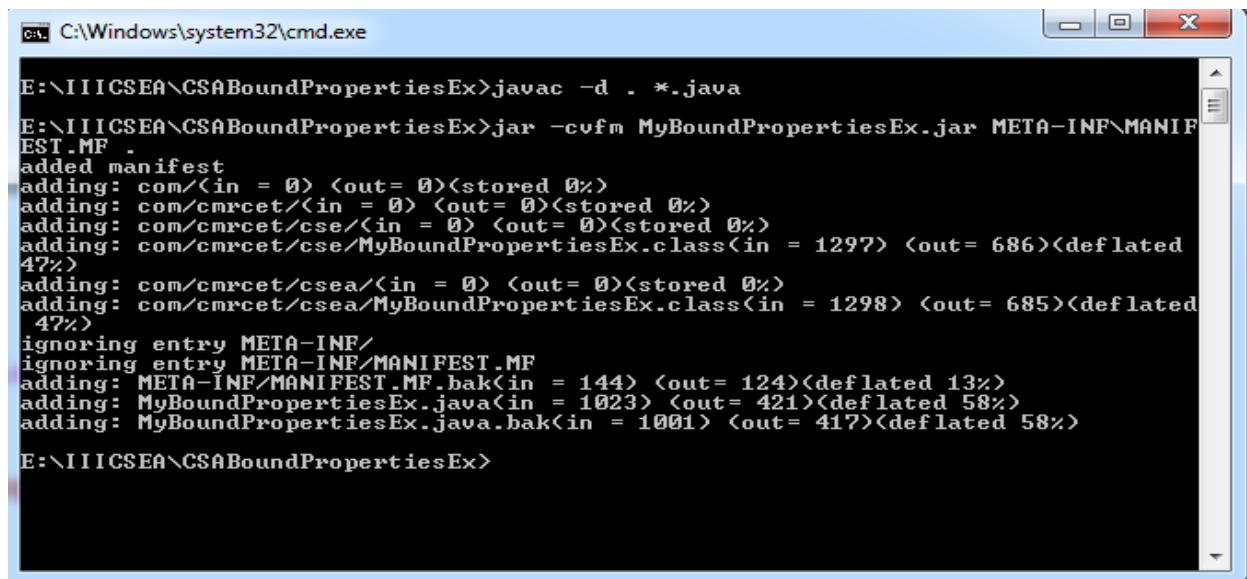 C:\Windows\system32\cmd.exe
E:\IIICSEA\CSABoundPropertiesEx>javac -d . *.java
E:\IIICSEA\CSABoundPropertiesEx>jar -cvfm MyBoundPropertiesEx.jar META-INF\MANIF
EST.MF .
added manifest
adding: com/(in = 0) (out= 0)(stored 0%)
adding: com/cmrcet/(in = 0) (out= 0)(stored 0%)
adding: com/cmrcet/cse/(in = 0) (out= 0)(stored 0%)
adding: com/cmrcet/cse/MyBoundPropertiesEx.class(in = 1297) (out= 686)(deflated
47%)
adding: com/cmrcet/csea/(in = 0) (out= 0)(stored 0%)
adding: com/cmrcet/csea/MyBoundPropertiesEx.class(in = 1298) (out= 685)(deflated
 47%)
ignoring entry META-INF/
ignoring entry META-INF/MANIFEST.MF
adding: META-INF/MANIFEST.MF.bak(in = 144) (out= 124)(deflated 13%)
adding: MyBoundPropertiesEx.java(in = 1023) (out= 421)(deflated 58%)
adding: MyBoundPropertiesEx.java.bak(in = 1001) (out= 417)(deflated 58%)
E:\IIICSEA\CSABoundPropertiesEx>